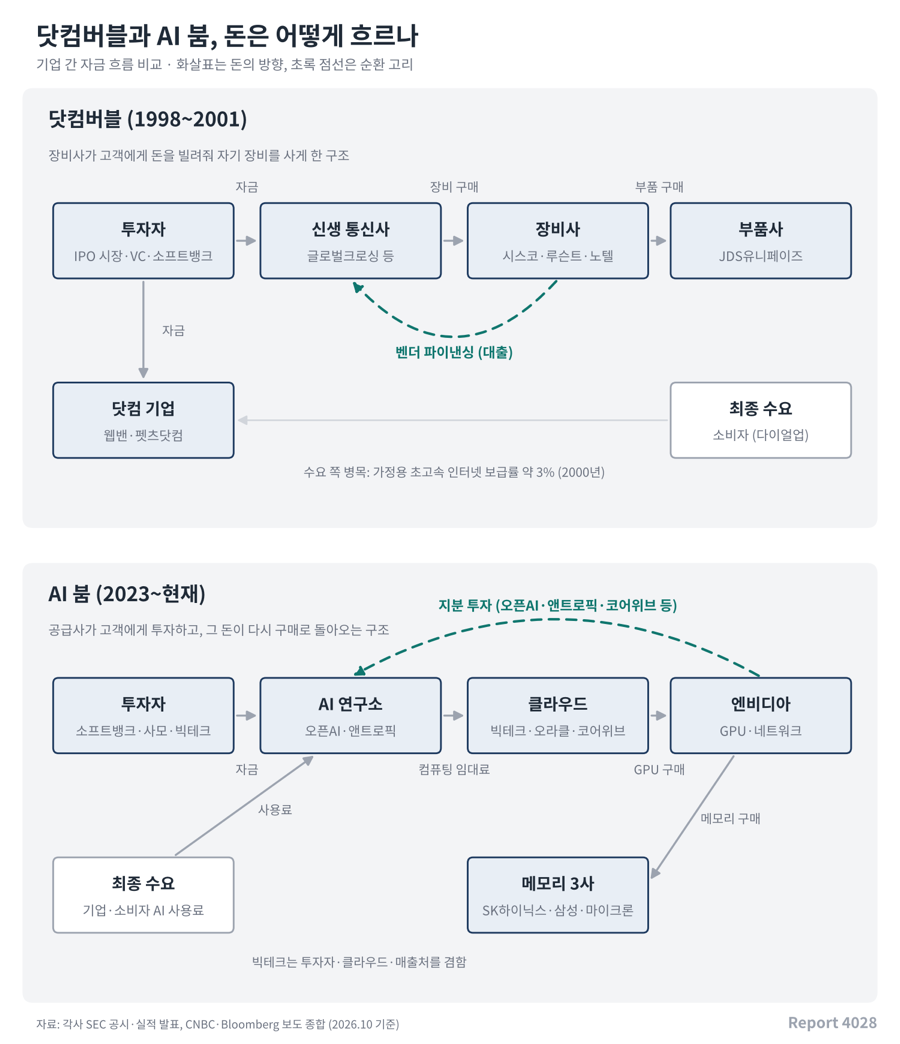 닷컴버블과 AI 붐, 돈은 어떻게 흐르나
기업 간 자금 흐름 비교 · 화살표는 돈의 방향, 초록 점선은 순환 고리
닷컴버블 (1998~2001)
장비사가 고객에게 돈을 빌려줘 자기 장비를 사게 한 구조
자금
장비 구매
부품 구매
투자자
IPO 시장·VC·소프트뱅크
신생 통신사
글로벌크로싱 등
장비사
시스코·루슨트·노텔
부품사
JDS유니페이즈
자금
벤더 파이낸싱 (대출)
닷컴 기업
웹밴·펫츠닷컴
최종 수요
소비자 (다이얼업)
수요 쪽 병목: 가정용 초고속 인터넷 보급률 약 3% (2000년)
AI 붐 (2023~현재)
지분 투자 (오픈AI·앤트로픽·코어위브 등)
공급사가 고객에게 투자하고, 그 돈이 다시 구매로 돌아오는 구조
투자자
소프트뱅크·사모·빅테크
AI 연구소
오픈AI·앤트로픽
클라우드
빅테크·오라클·코어위브
엔비디아
GPU·네트워크
자금
컴퓨팅 임대료
GPU 구매
사용료
메모리 구매
최종 수요
기업·소비자 AI 사용료
메모리 3사
SK하이닉스·삼성·마이크론
빅테크는 투자자·클라우드·매출처를 겸함
자료: 각사 SEC 공시·실적 발표, CNBC·Bloomberg 보도 종합 (2026.10 기준)
Report 4028